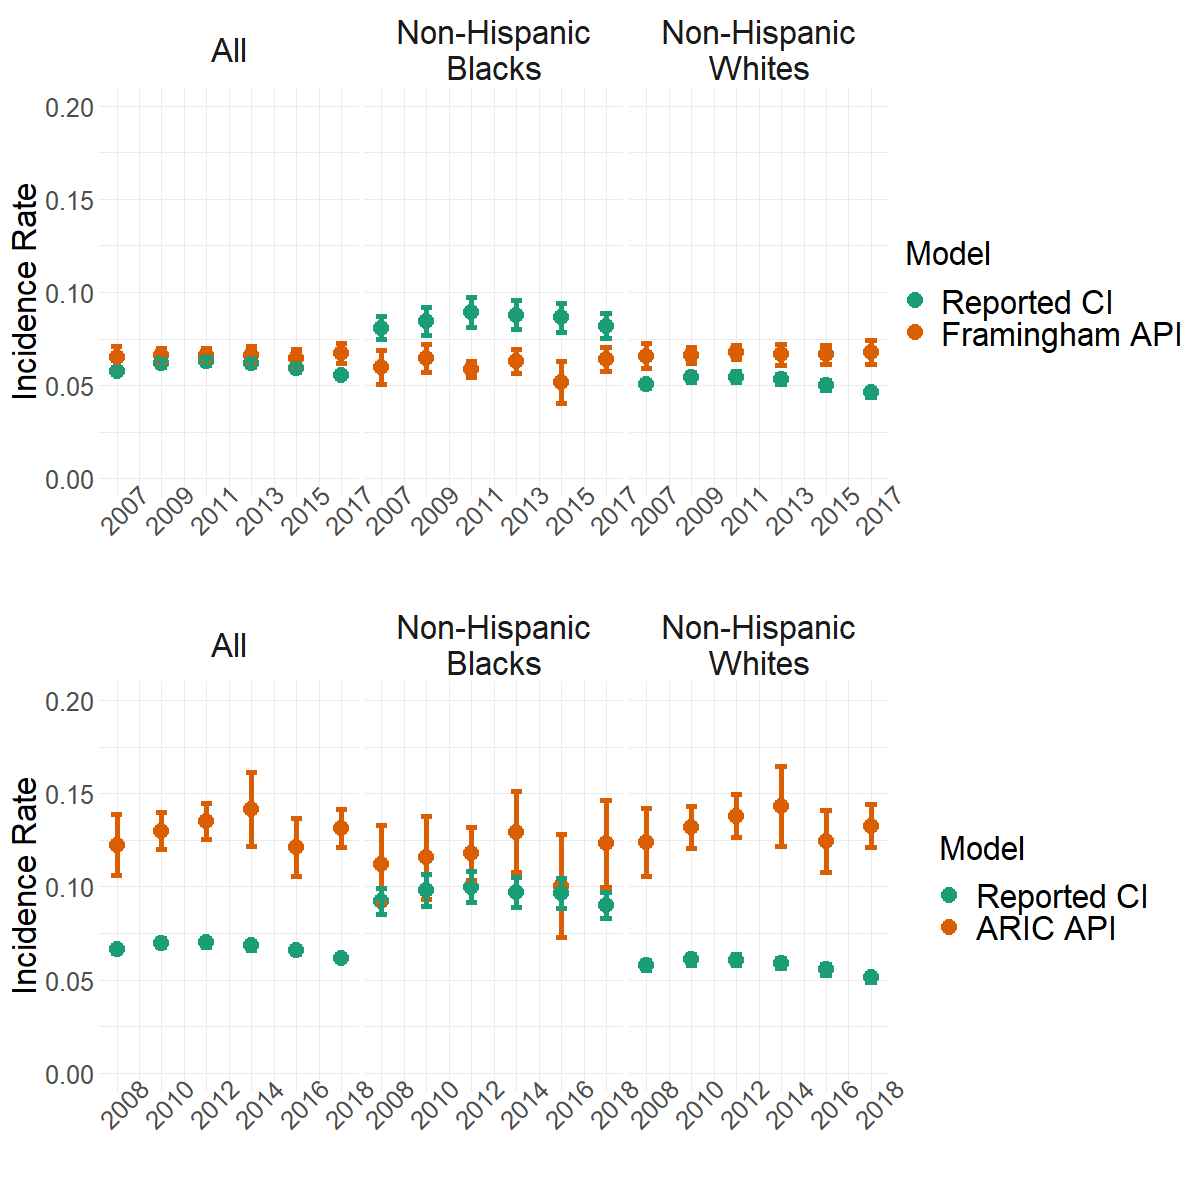 All
Non-Hispanic
Blacks
Non-Hispanic
Whites
Incidence Rate
0.20
0.15
0.10
0.05
0.00
2007 2009 2011 2013 2015 2017 2007 2009 2011 2013 2015 2017 2007 2009 2011 2013 2015 2017
Model
Reported CI
Framingham API
All
Non-Hispanic
Blacks
Non-Hispanic
Whites
Incidence Rate
0.20
0.15
0.10
0.05
0.00
2008 2010 2012 2014 2016 2018 2008 2010 2012 2014 2016 2018 2008 2010 2012 2014 2016 2018
Model
Reported CI
ARIC API